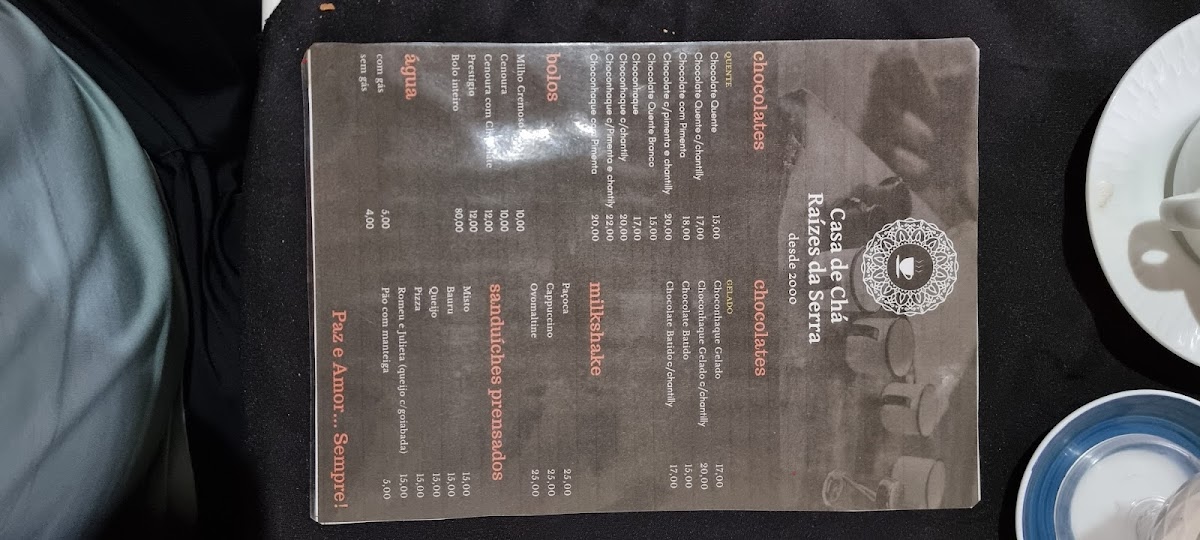 Casa de Chá
Raízes da Serra
desde 2000
chocolates
QUENTE
Chocolate Quente 15,00
Chocolate Quente c/chantilly 17,00
Chocolate com Pimenta 18,00
Chocolate c/pimenta e chantilly 20,00
Chocolate Quente Branco 15,00
Choconhaque 17,00
Choconhaque c/chantilly 20,00
Choconhaque c/Pimenta e chantilly 22,00
Choconhaque com Pimenta 20,00
bolos
Milho Cremoso 10,00
Cenoura 10,00
Cenoura com 12,00
Prestígio 12,00
Bolo inteiro 80,00
água
com gás 5,00
sem gás 4,00
chocolates
GELADO
Choconhaque Gelado 17,00
Choconhaque Gelado c/chantilly 20,00
Chocolate Batido 15,00
Chocolate Batido c/chantilly 17,00
milkshake
Paçoca 25,00
Cappuccino 25,00
Ovomaltine 25,00
sanduíches prensados
Misto 15,00
Bauru 15,00
Queijo 15,00
Pizza 15,00
Romeu e Julieta (queijo c/goiabada) 15,00
Pão com manteiga 5,00
Paz e Amor... Sempre!